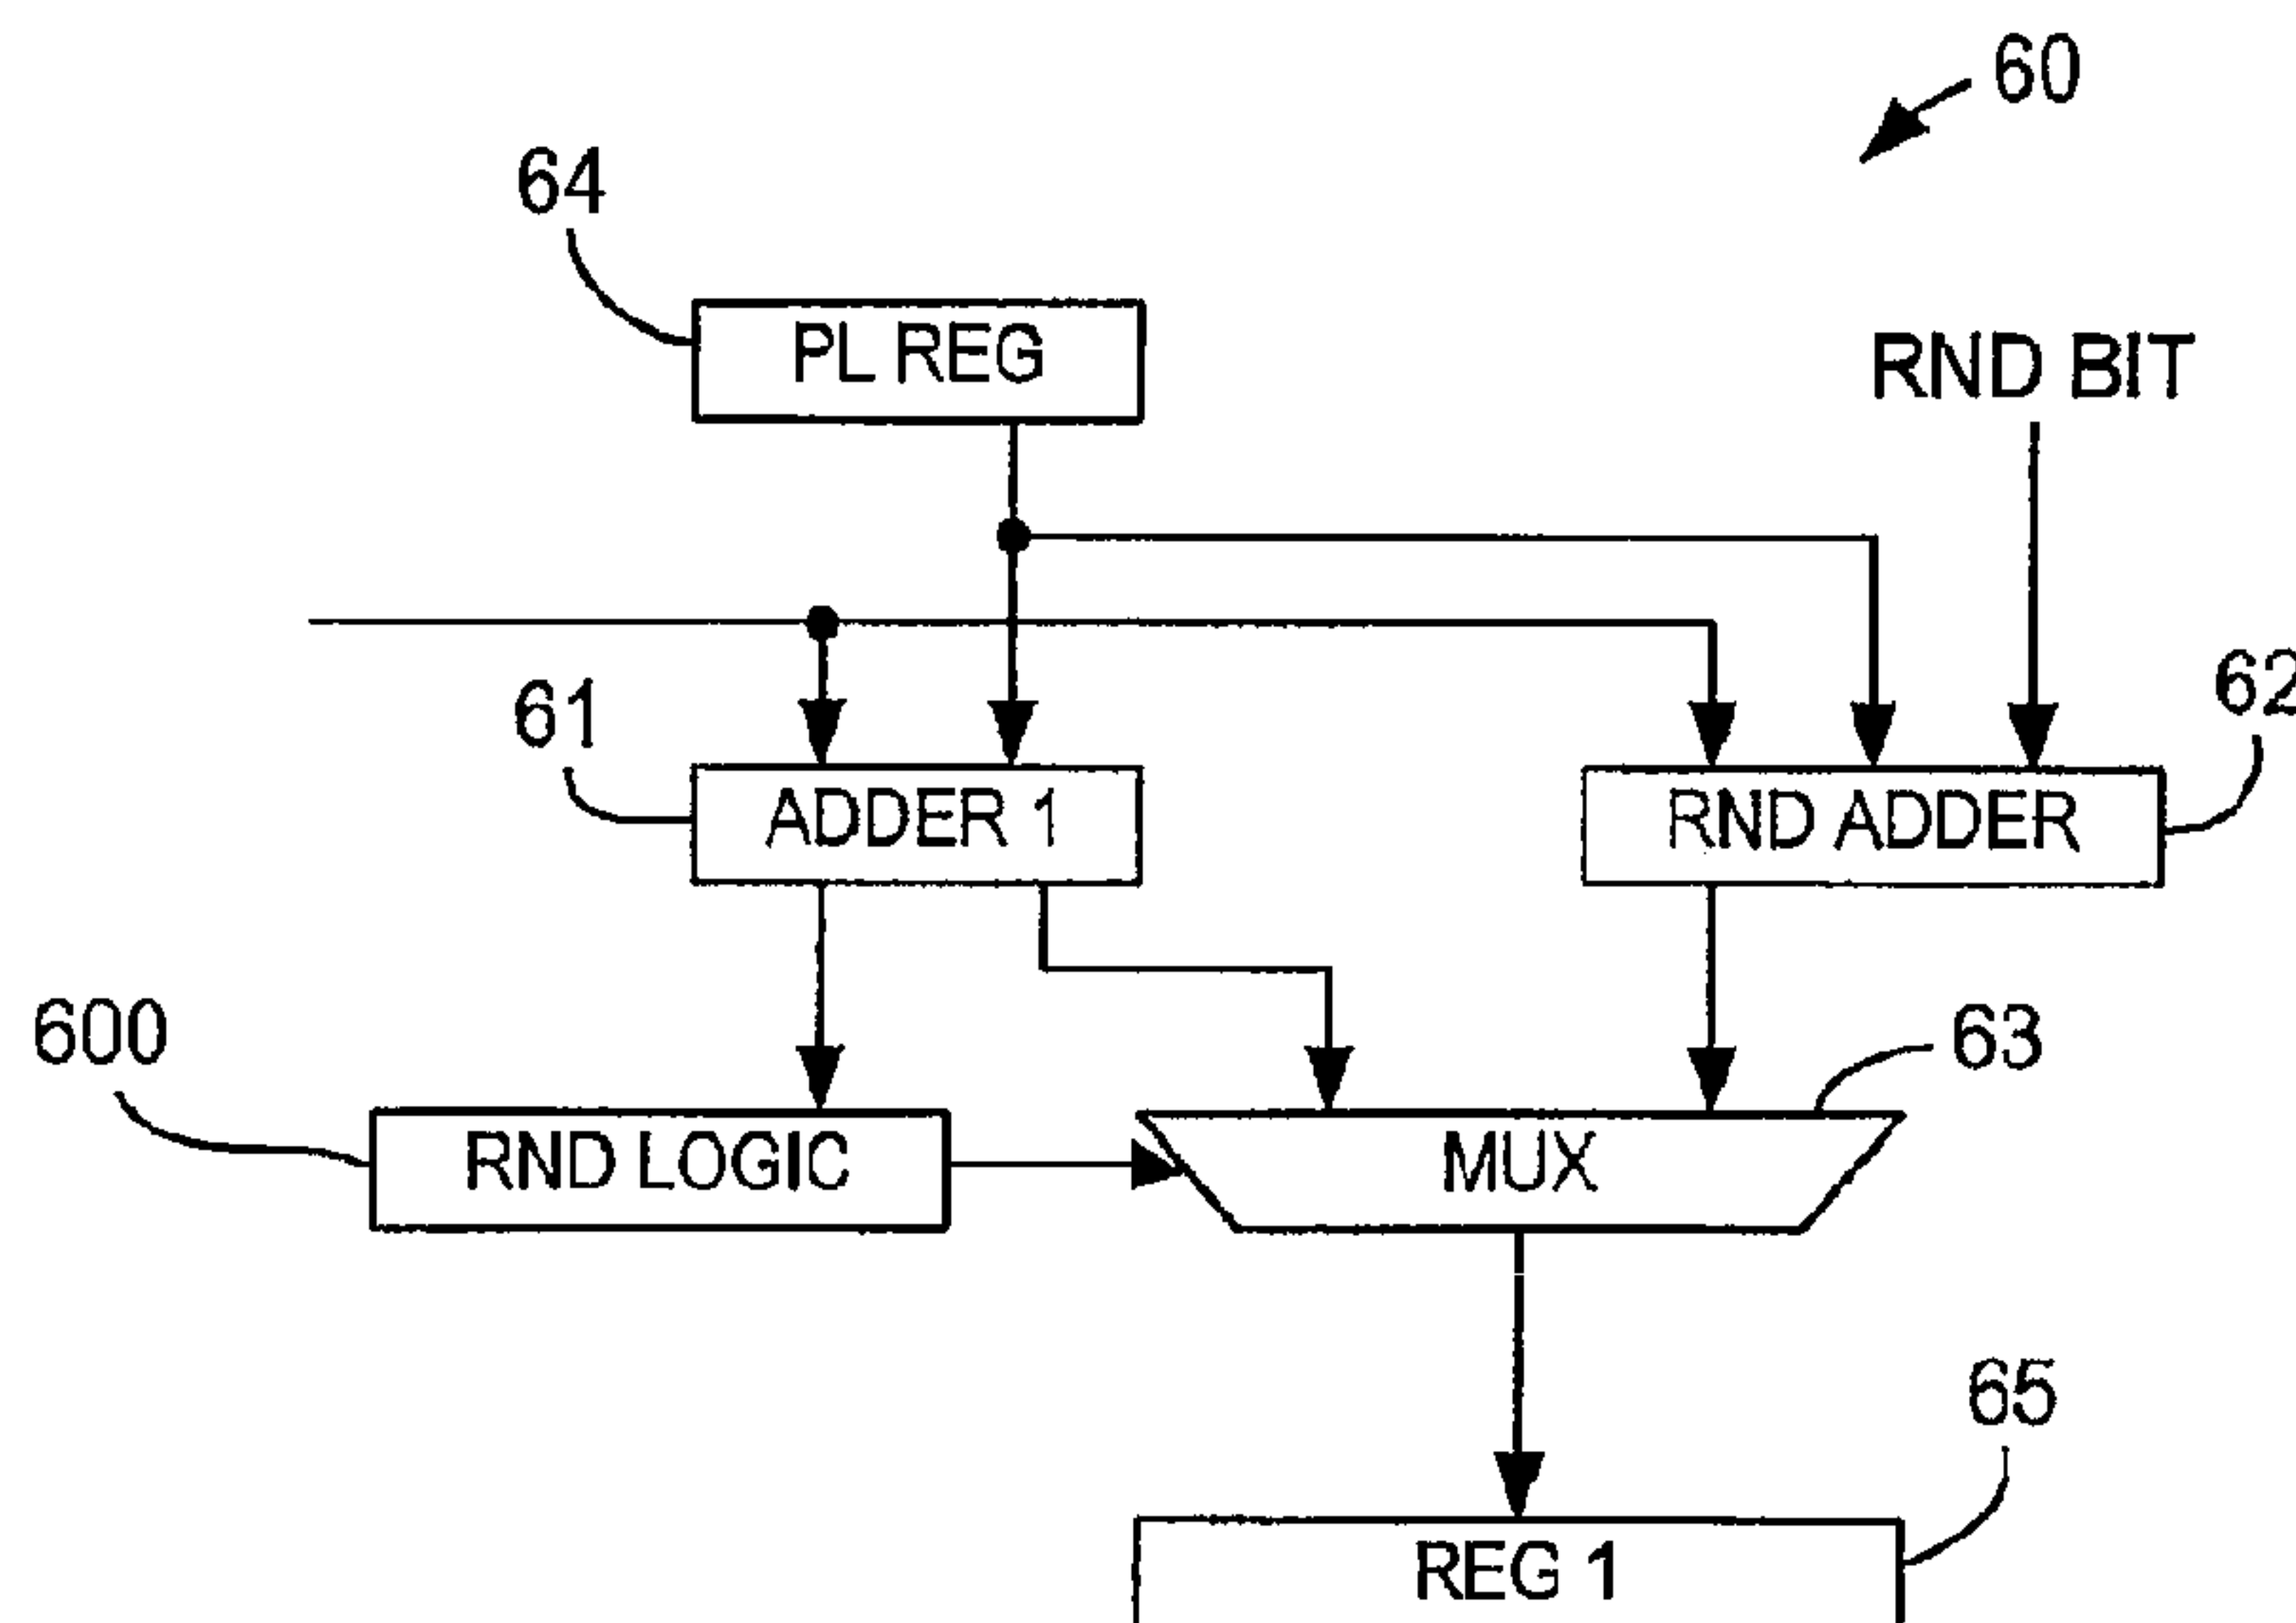 60
64
PL REG
RND BIT
61
62
ADDER 1
RND ADDER
600
63
RND LOGIC
MUX
65
REG 1